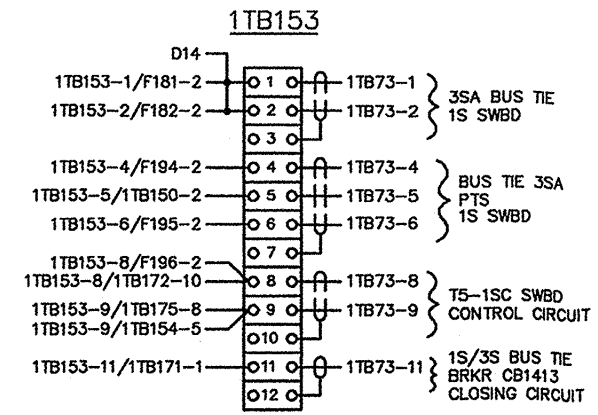 1TB153
D14
1TB153-1/F181-2 1 1TB73-1
1TB153-2/F182-2 2 1TB73-2
3
3SA BUS TIE
1S SWBD
1TB153-4/F194-2 4 1TB73-4
1TB153-5/1TB150-2 5 1TB73-5
1TB153-6/F195-2 6 1TB73-6
7
BUS TIE 3SA
PTS
1S SWBD
1TB153-8/F196-2
1TB153-8/1TB172-10 8 1TB73-8
1TB153-9/1TB175-8 9 1TB73-9
1TB153-9/1TB154-5
10
T5-1SC SWBD
CONTROL CIRCUIT
1TB153-11/1TB171-1 11 1TB73-11
12
1S/3S BUS TIE
BRKR CB1413
CLOSING CIRCUIT